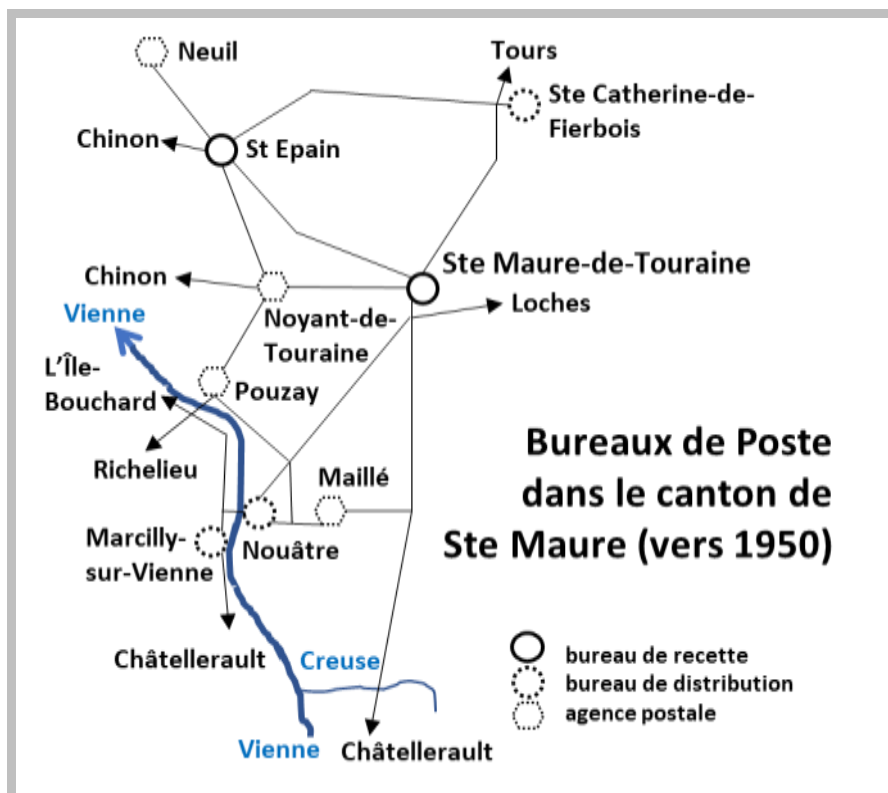 Neuil
Tours
Ste Catherine-de-
Fierbois
Chinon
St Epain
Ste Maure-de-Touraine
Chinon
Loches
Vienne
Noyant-de-
Touraine
L'Île-
Bouchard
Pouzay
Richelieu
Maillé
Bureaux de Poste
dans le canton de
Ste Maure (vers 1950)
Marcilly-
sur-Vienne
Nouâtre
Châtellerault
Creuse
bureau de recette
bureau de distribution
agence postale
Vienne
Châtellerault